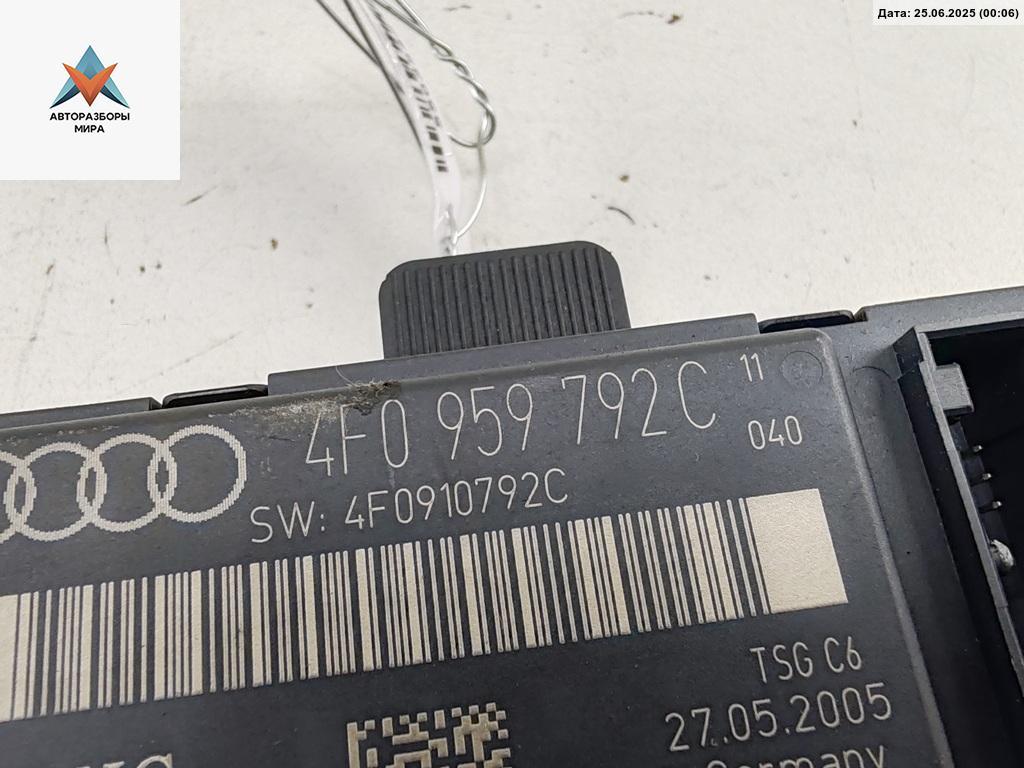 Дата: 25.06.2025 (00:06)
АВТОРАЗБОРЫ
МИРА
4F0 959 792C 11
040
SW: 4F0910792C
TSG C6
27.05.2005
Germany